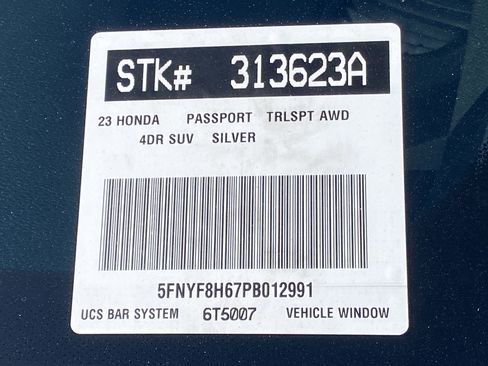 STK# 313623A
23 HONDA PASSPORT TRLSPT AWD
4DR SUV SILVER
5FNYF8H67PB012991
UCS BAR SYSTEM 6T5007 VEHICLE WINDOW